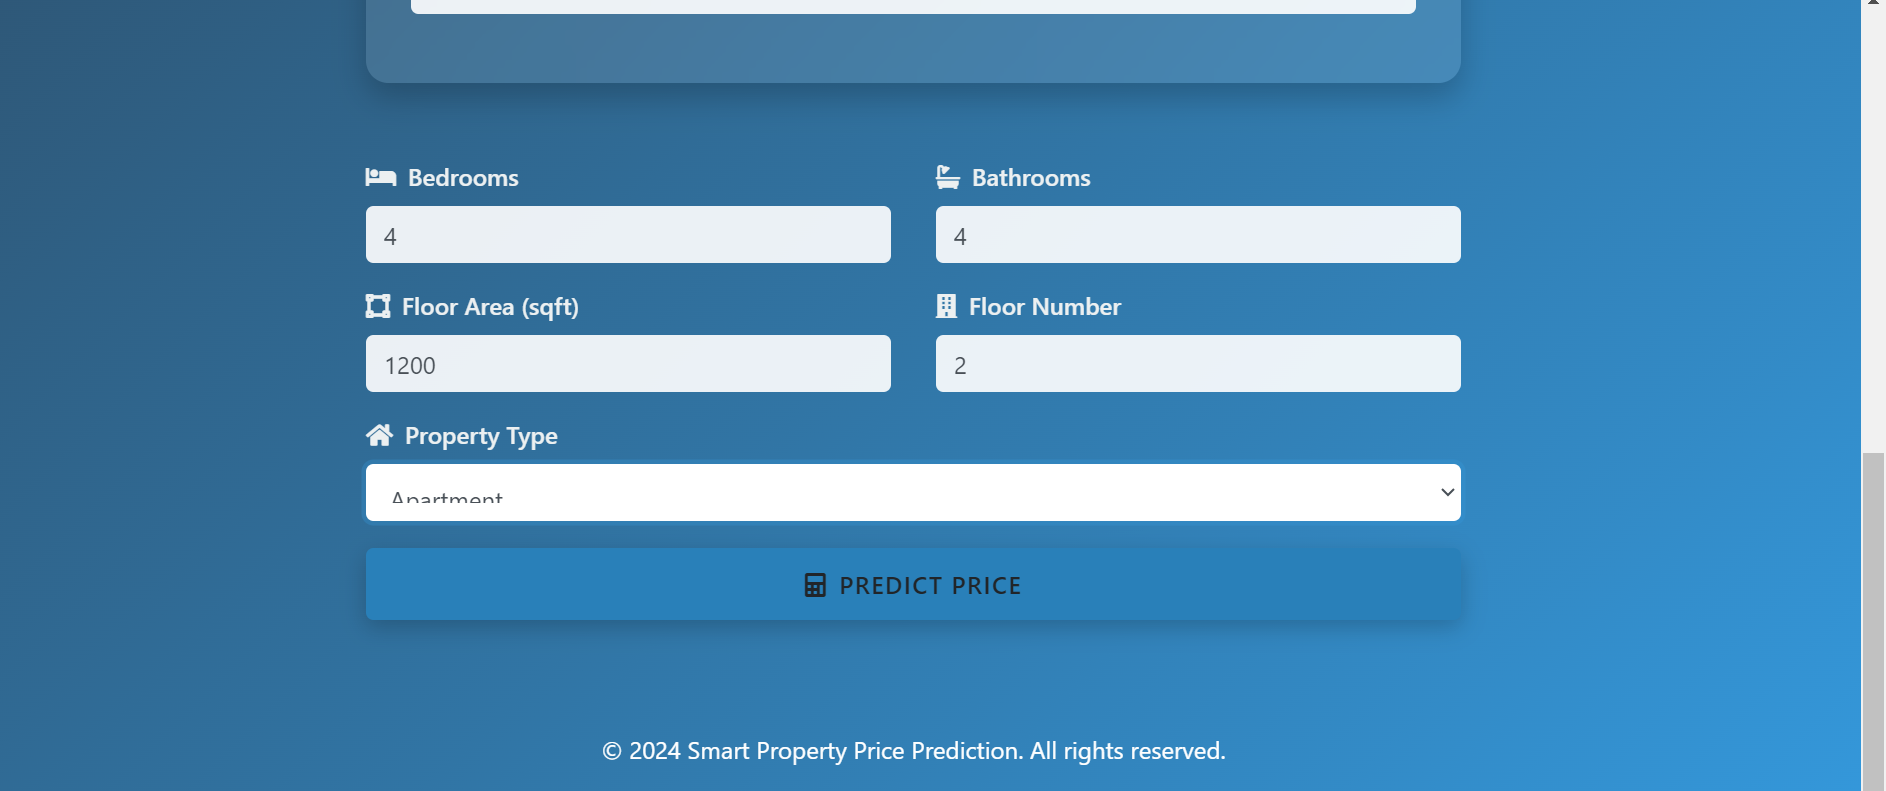 Bedrooms
Bathrooms
4
4
Floor Area (sqft)
Floor Number
1200
2
Property Type
Apartment
PREDICT PRICE
© 2024 Smart Property Price Prediction. All rights reserved.